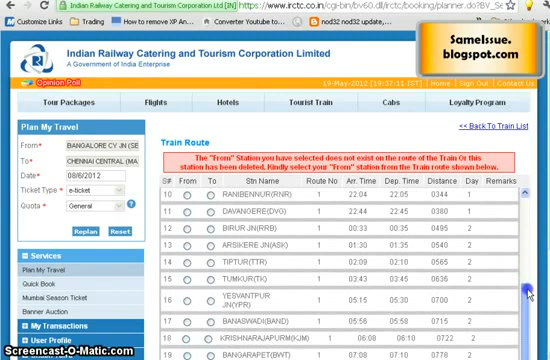 Indian Railway Catering and Tourism Corporation Ltd [IN]
https://www.irctc.co.in/cgi-bin/bv60.dll/irctc/booking/planner.do?BV_Se
Customize Links
Trading
How to remove XP An...
Converter Youtube to...
nod32 nod32 update,...
SameIssue.
blogspot.com
Indian Railway Catering and Tourism Corporation Limited
A Government of India Enterprise
Opinion Poll
19-May-2012 [19:37:11 IST]
Home
Sign Out
Contact Us
Tour Packages
Flights
Hotels
Tourist Train
Cabs
Loyalty Program
Plan My Travel
From* BANGALORE CY JN (SE
To* CHENNAI CENTRAL (MA
Date* 08/6/2012
Ticket Type * e-ticket
Quota* General
Replan
Reset
Services
Plan My Travel
Quick Book
Mumbai Season Ticket
Banner Auction
My Transactions
User Profile
<< Back To Train List
Train Route
The "From" Station you have selected does not exist on the route of the Train Or this
station has been deleted. Kindly select your "From" station from the Train route shown below.
S# From To Stn Name Route No Arr. Time Dep. Time Distance Day Remarks
10 RANIBENNUR(RNR) 1 22:04 22:05 0344 1
11 DAVANGERE(DVG) 1 22:44 22:45 0380 1
12 BIRUR JN(RRB) 1 00:33 00:35 0495 2
13 ARSIKERE JN(ASK) 1 01:30 01:35 0540 2
14 TIPTUR(TTR) 1 02:09 02:10 0565 2
15 TUMKUR(TK) 1 03:43 03:45 0636 2
16 YESVANTPUR JN(YPR) 1 05:15 05:30 0700 2
17 BANASWADI(BAND) 1 05:56 05:58 0715 2
18 KRISHNARAJAPURM(KJM) 1 06:08 06:10 0722 2
19 BANGARAPET(BWT) 1 07:08 07:10 0778 2
Screencast-O-Matic.com